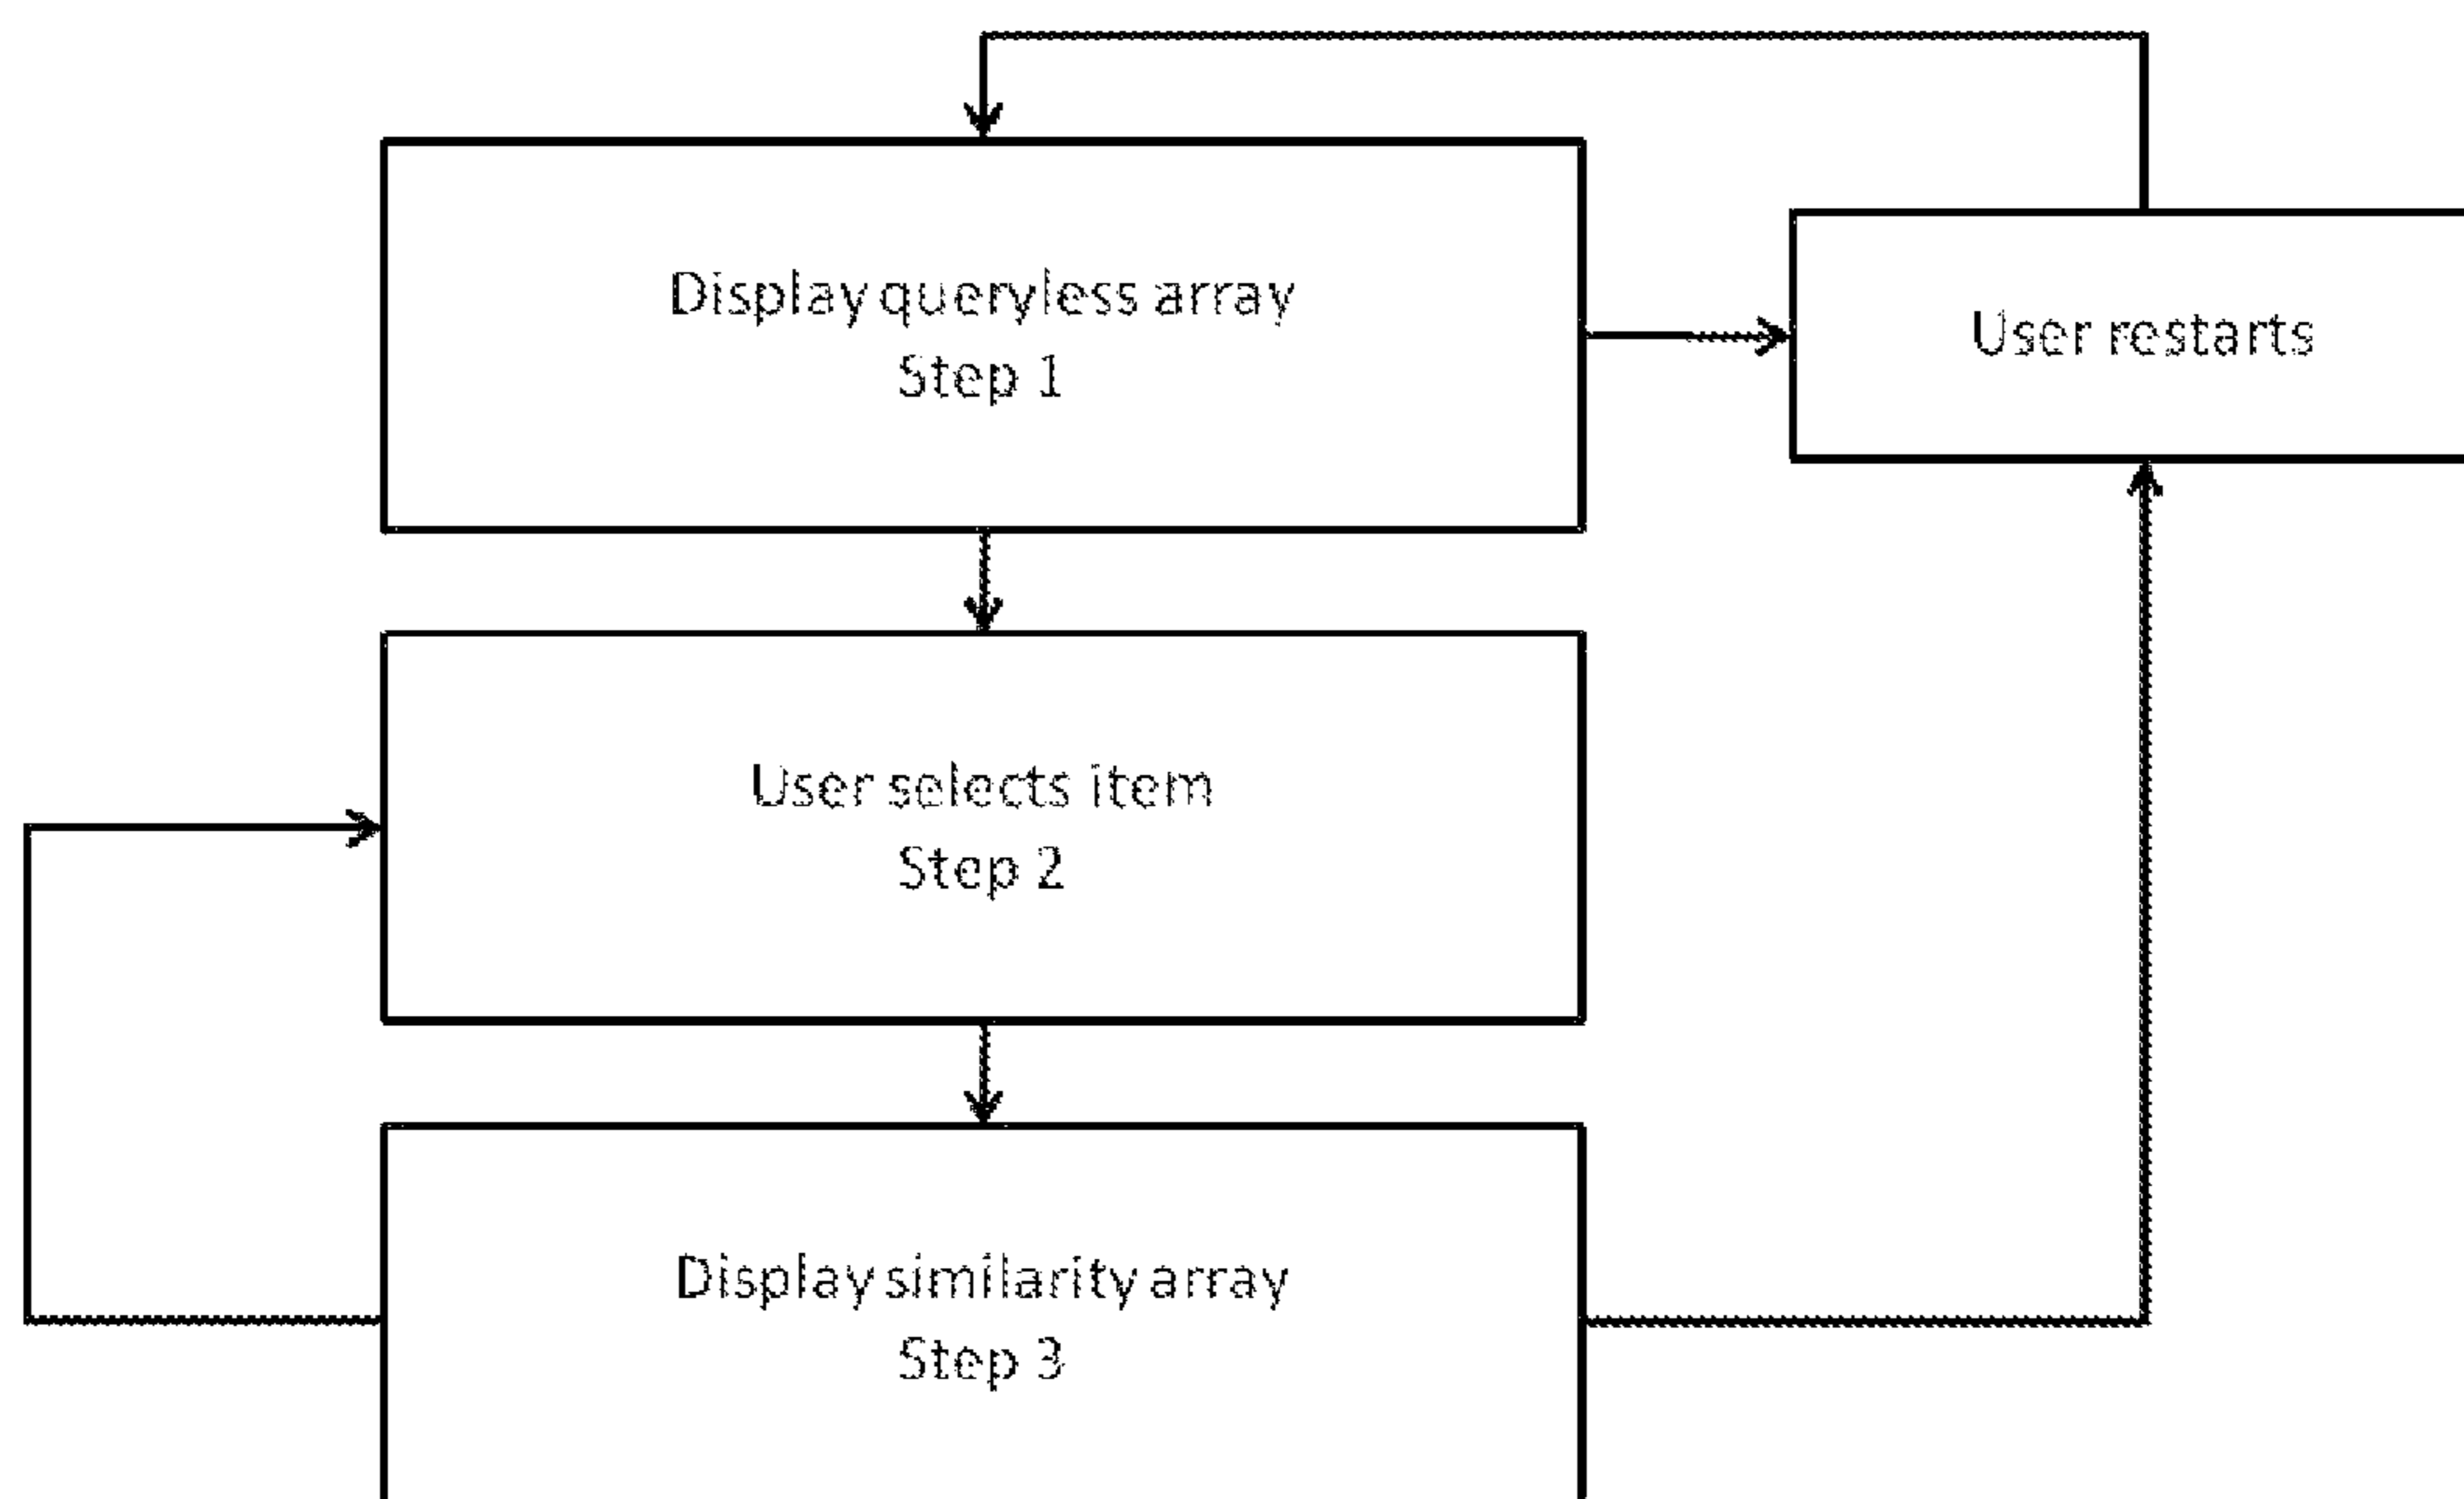 Display queryless array
Step 1
User restarts
User selects item
Step 2
Display similarity array
Step 3